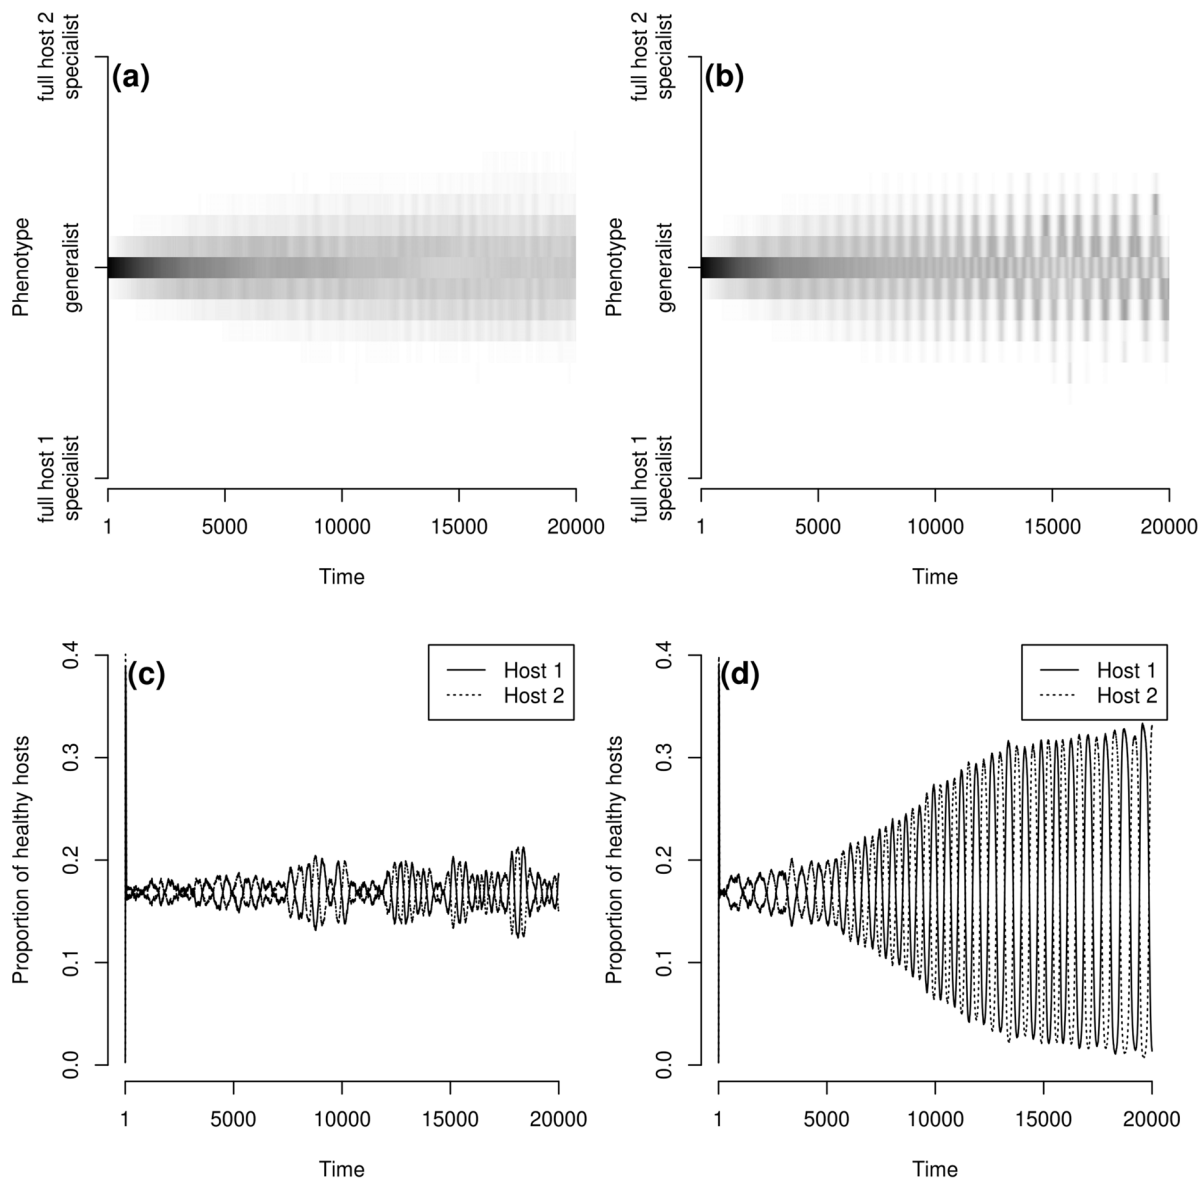 (a)
full host 2
specialist
generalist
full host 1
specialist
Phenotype
1
5000
10000
15000
20000
Time
(b)
full host 2
specialist
generalist
full host 1
specialist
Phenotype
1
5000
10000
15000
20000
Time
(c)
Host 1
Host 2
0.4
0.3
0.2
0.1
0.0
Proportion of healthy hosts
1
5000
10000
15000
20000
Time
(d)
Host 1
Host 2
0.4
0.3
0.2
0.1
0.0
Proportion of healthy hosts
1
5000
10000
15000
20000
Time